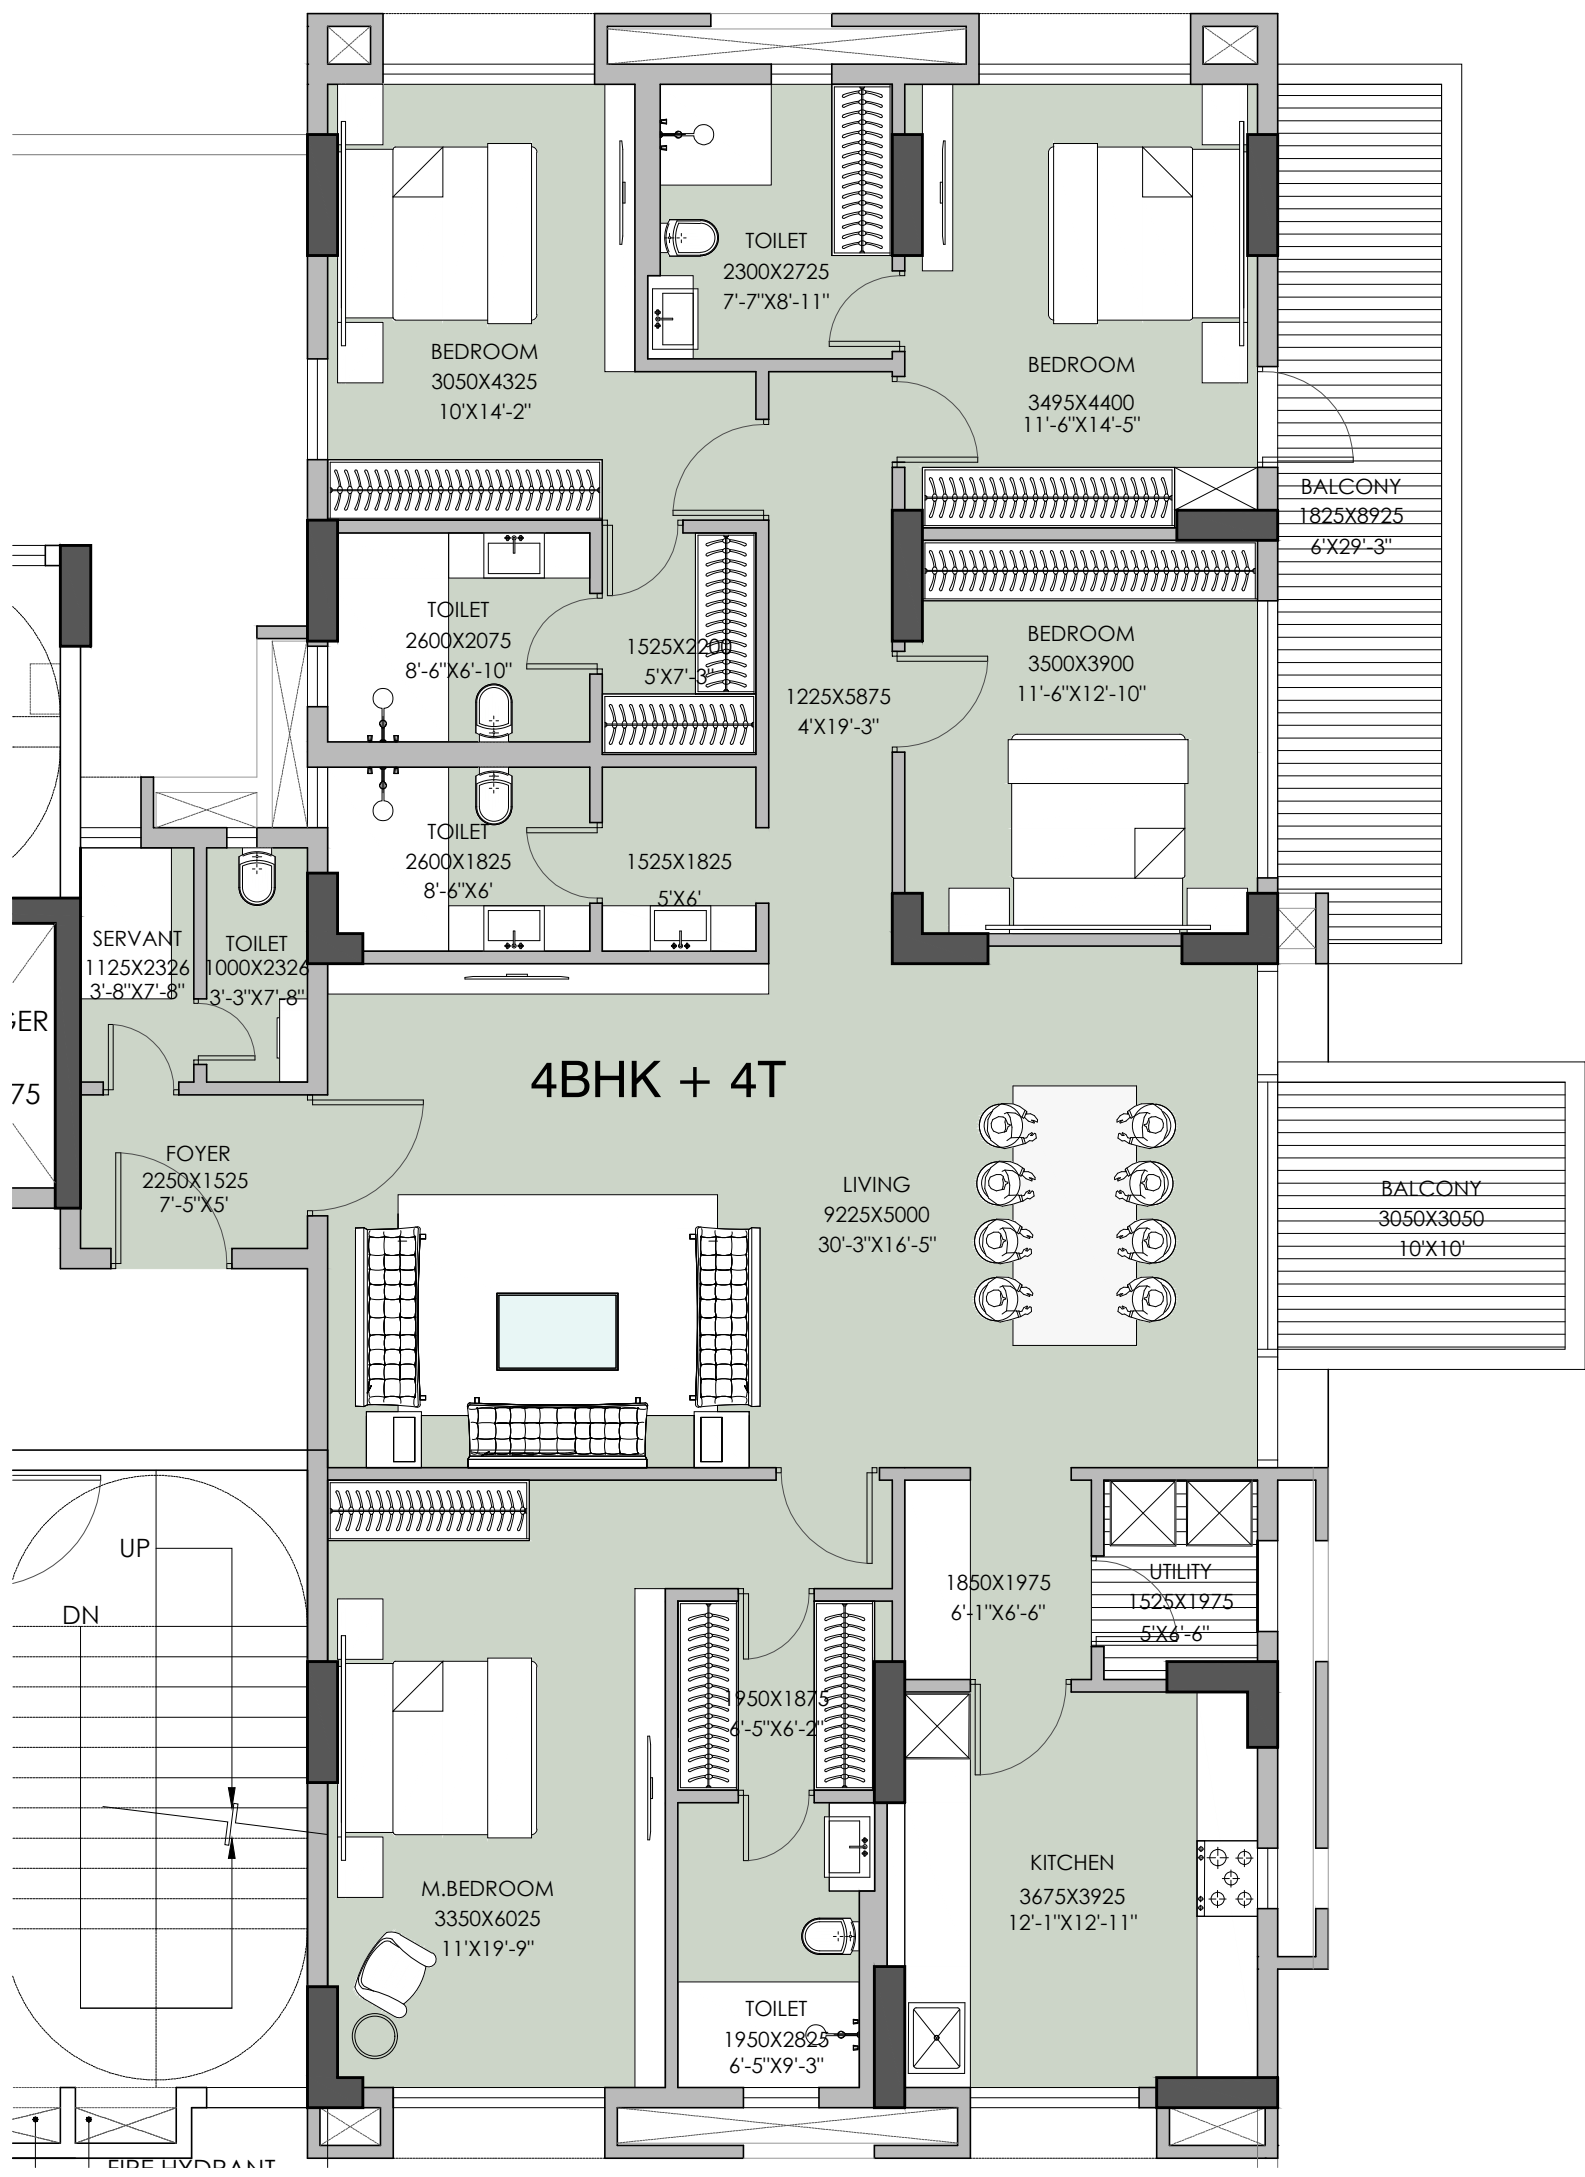 TOILET
2300X2725
7'-7"X8'-11"
BEDROOM
3050X4325
10'X14'-2"
BEDROOM
3495X4400
11'-6"X14'-5"
BALCONY
1825X8925
6'X29'-3"
TOILET
2600X2075
8'-6"X6'-10"
1525X2200
5'X7'-3"
BEDROOM
3500X3900
11'-6"X12'-10"
1225X5875
4'X19'-3"
TOILET
2600X1825
8'-6"X6'
1525X1825
5'X6'
SERVANT
1125X2326
3'-8"X7'-8"
TOILET
1000X2326
3'-3"X7'-8"
GER
75
4BHK + 4T
FOYER
2250X1525
7'-5"X5'
LIVING
9225X5000
30'-3"X16'-5"
BALCONY
3050X3050
10'X10'
UP
DN
1850X1975
6'-1"X6'-6"
UTILITY
1525X1975
5'X6'-6"
1950X1875
6'-5"X6'-2"
KITCHEN
3675X3925
12'-1"X12'-11"
M.BEDROOM
3350X6025
11'X19'-9"
TOILET
1950X2825
6'-5"X9'-3"
FIRE HYDRANT